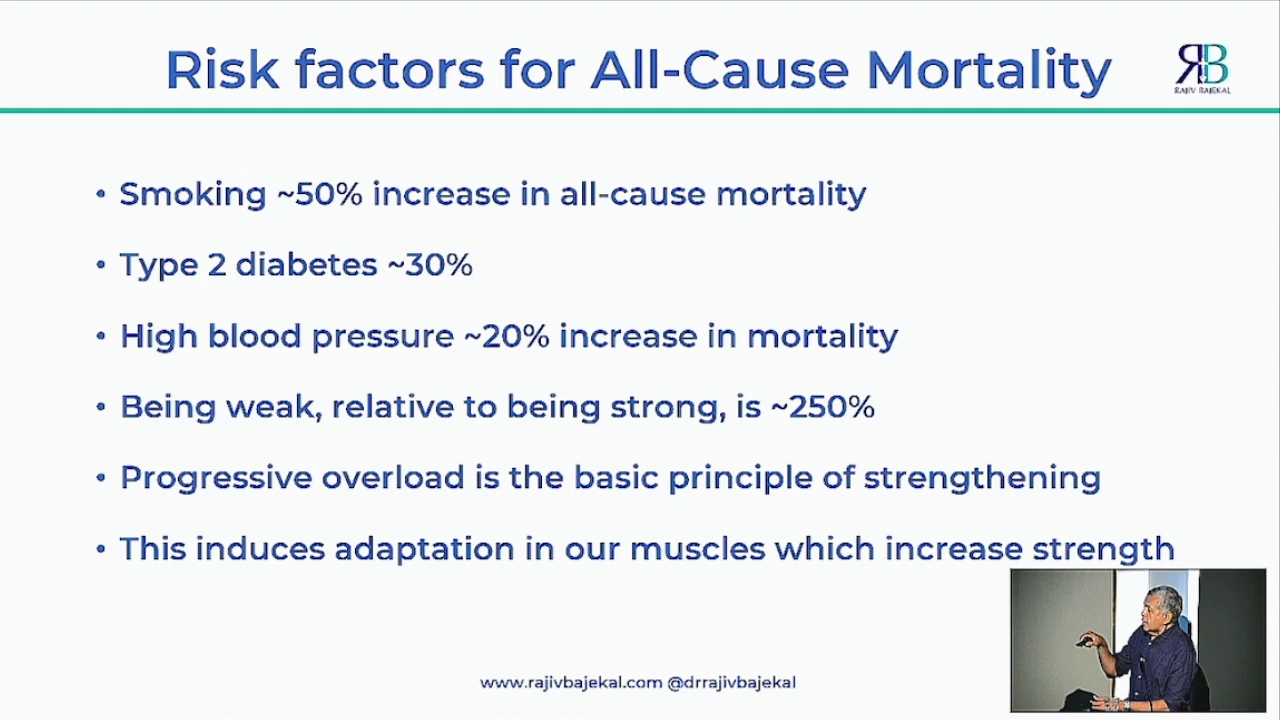 Risk factors for All-Cause Mortality
RB
RAJIV BAJEKAL
• Smoking ~50% increase in all-cause mortality
• Type 2 diabetes ~30%
• High blood pressure ~20% increase in mortality
• Being weak, relative to being strong, is ~250%
• Progressive overload is the basic principle of strengthening
• This induces adaptation in our muscles which increase strength
www.rajivbajekal.com @drrajivbajekal